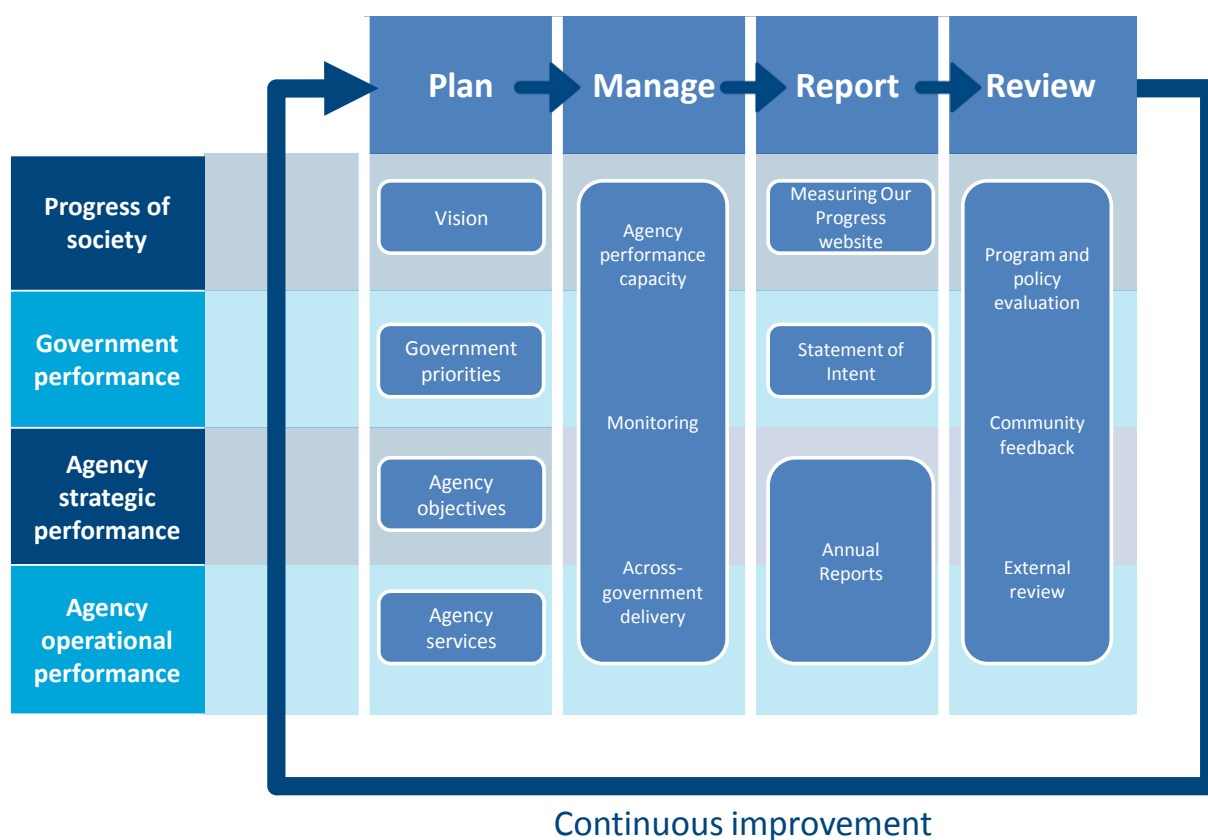 Plan
Manage
Report
Review
Progress of
society
Vision
Agency
performance
capacity
Measuring Our
Progress
website
Program and
policy
evaluation
Government
performance
Government
priorities
Monitoring
Statement of
Intent
Community
feedback
Agency
strategic
performance
Agency
objectives
Annual
Reports
Agency
operational
performance
Agency
services
Across-
government
delivery
External
review
Continuous improvement